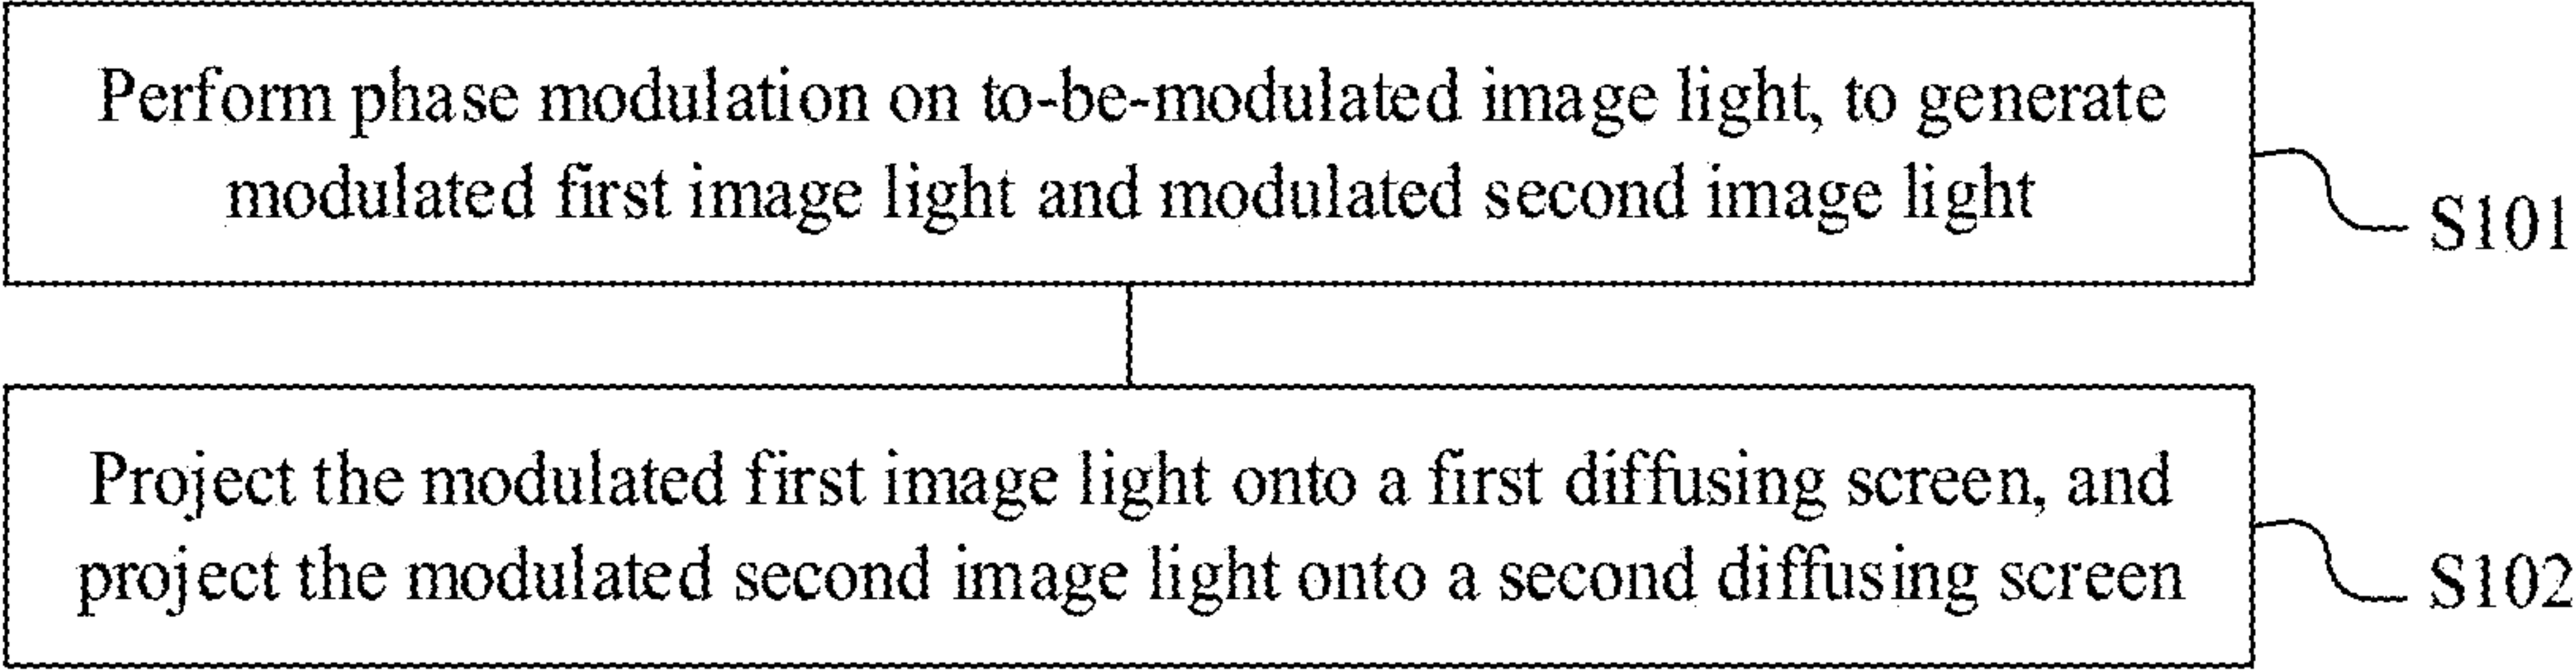 Perform phase modulation on to-be-modulated image light, to generate
modulated first image light and modulated second image light
S101
Project the modulated first image light onto a first diffusing screen, and
project the modulated second image light onto a second diffusing screen
S102